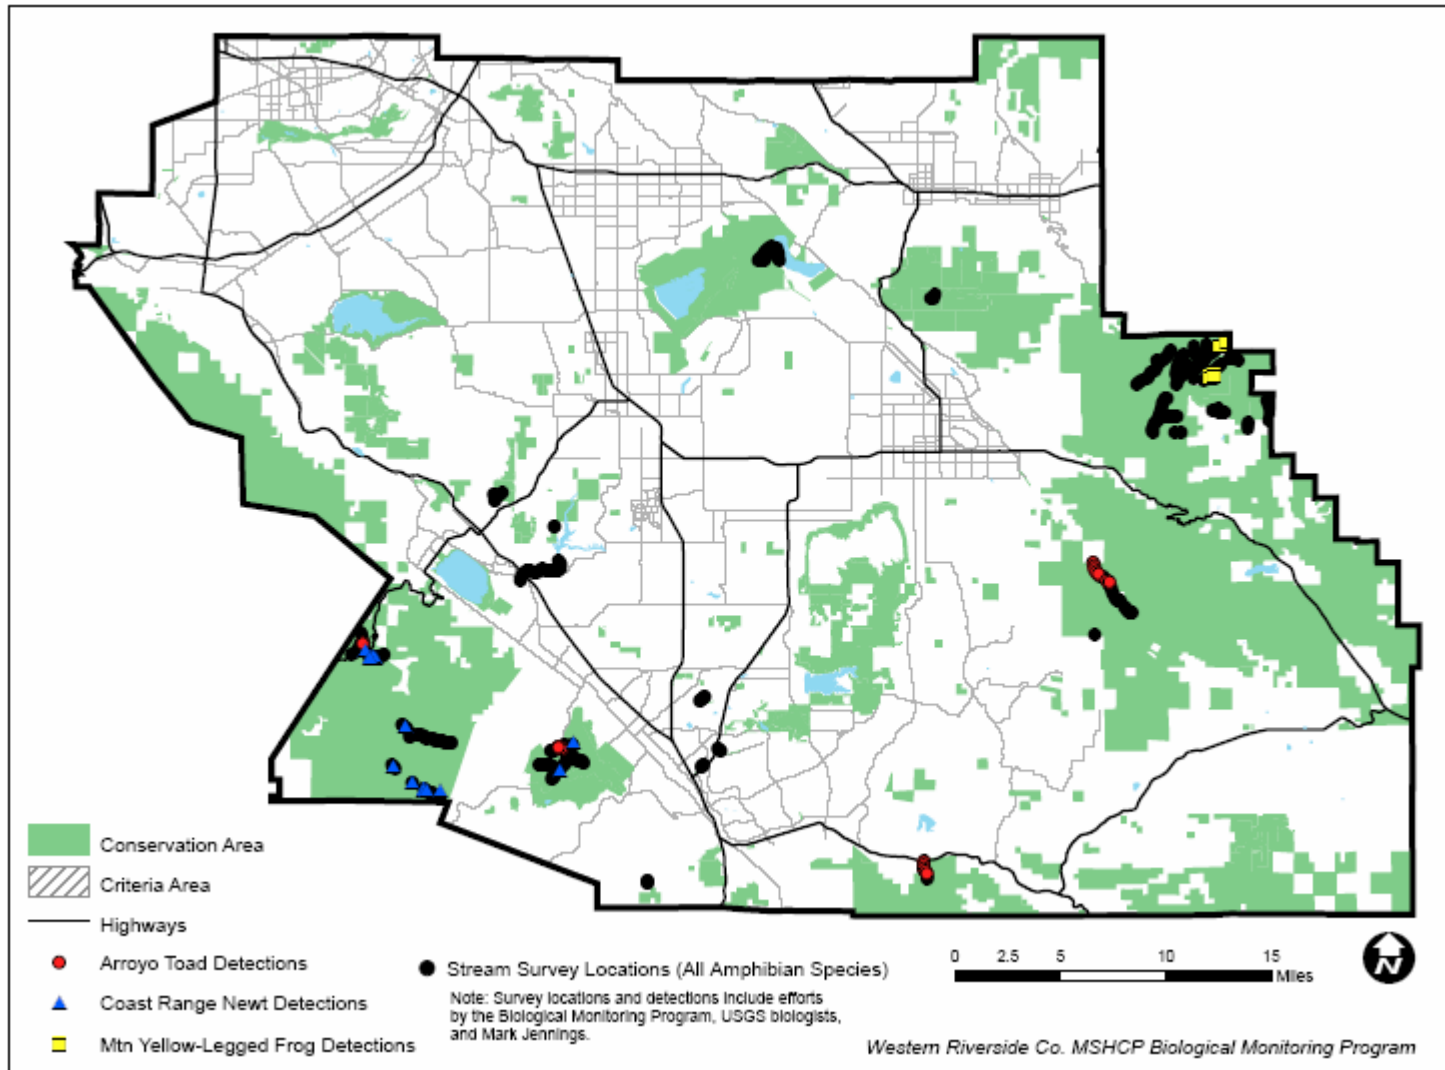 Conservation Area
Criteria Area
Highways
Arroyo Toad Detections
Coast Range Newt Detections
Mtn Yellow-Legged Frog Detections
Stream Survey Locations (All Amphibian Species)
Note: Survey locations and detections include efforts
by the Biological Monitoring Program, USGS biologists,
and Mark Jennings.
0 2.5 5 10 15
Miles
N
Western Riverside Co. MSHCP Biological Monitoring Program